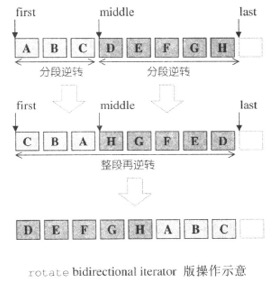 first middle last
A B C D E F G H
分段逆转 分段逆转
first middle last
C B A H G F E D
整段再逆转
D E F G H A B C
rotate bidirectional iterator 版操作示意